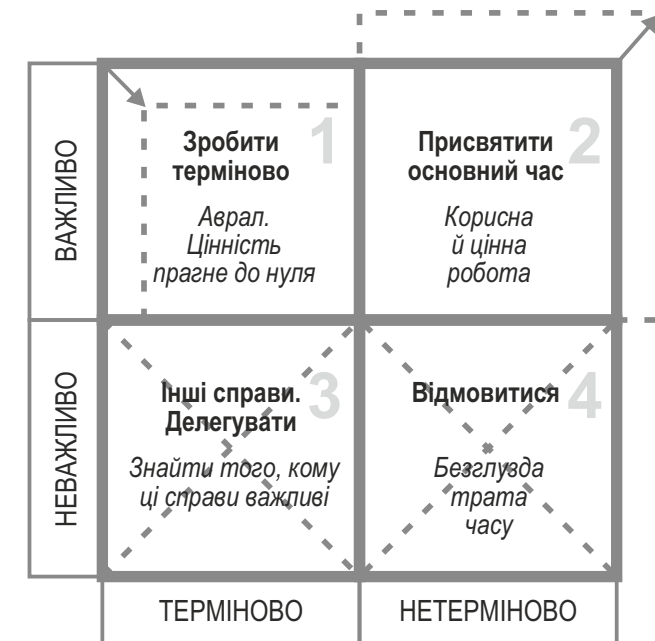 ВАЖЛИВО
1
Зробити
терміново
Аврал.
Цінність
прагне до нуля
2
Присвятити
основний час
Корисна
й цінна
робота
НЕВАЖЛИВО
3
Інші справи.
Делегувати
Знайти того, кому
ці справи важливі
4
Відмовитися
Безглузда
трата
часу
ТЕРМІНОВО
НЕТЕРМІНОВО